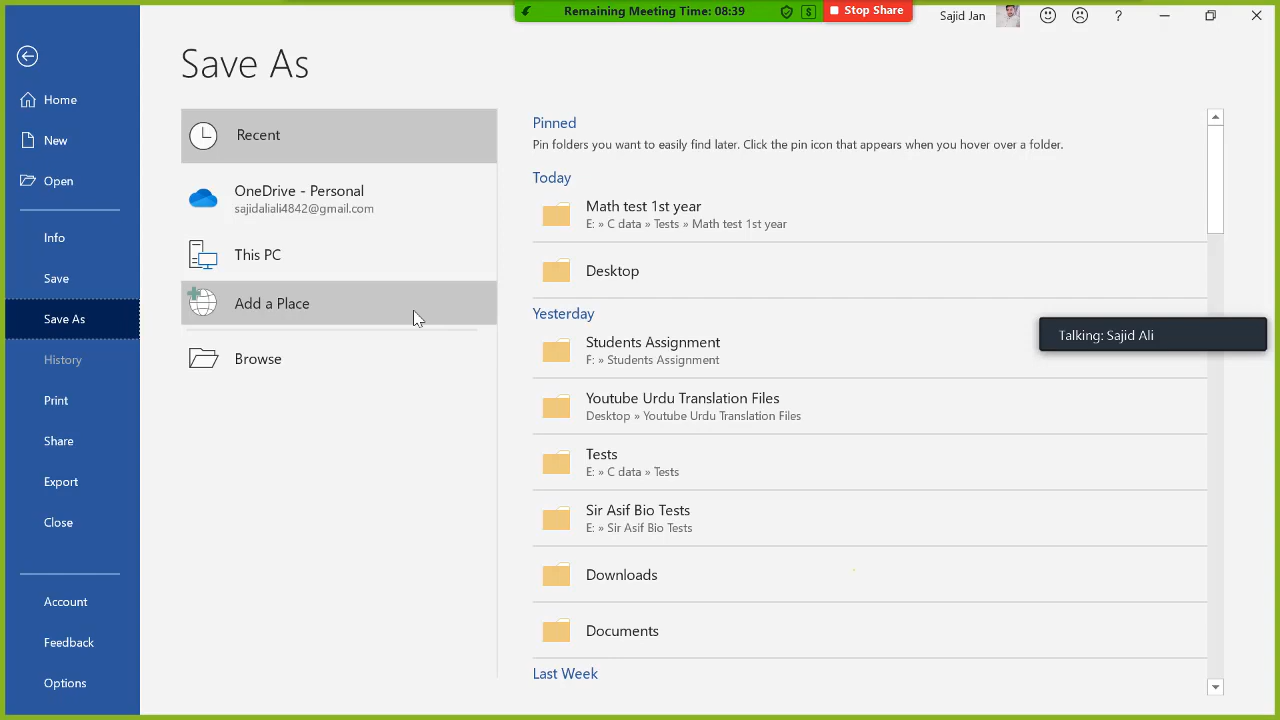 Remaining Meeting Time: 08:39
Stop Share
Sajid Jan
?
Save As
Home
New
Open
Info
Save
Save As
History
Print
Share
Export
Close
Account
Feedback
Options
Recent
OneDrive - Personal
sajidaliali4842@gmail.com
This PC
Add a Place
Browse
Pinned
Pin folders you want to easily find later. Click the pin icon that appears when you hover over a folder.
Today
Math test 1st year
E: » C data » Tests » Math test 1st year
Desktop
Yesterday
Students Assignment
F: » Students Assignment
Youtube Urdu Translation Files
Desktop » Youtube Urdu Translation Files
Tests
E: » C data » Tests
Sir Asif Bio Tests
E: » Sir Asif Bio Tests
Downloads
Documents
Last Week
Talking: Sajid Ali